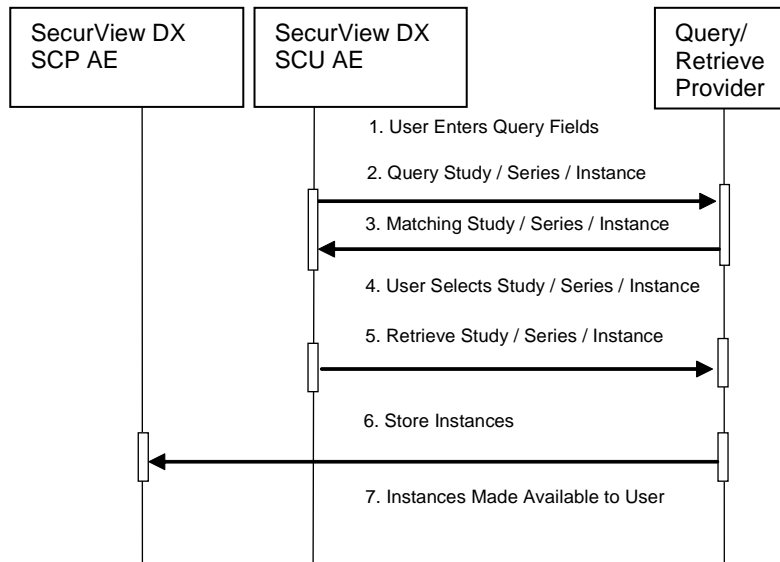 SecurView DX
SCP AE
SecurView DX
SCU AE
Query/
Retrieve
Provider
1. User Enters Query Fields
2. Query Study / Series / Instance
3. Matching Study / Series / Instance
4. User Selects Study / Series / Instance
5. Retrieve Study / Series / Instance
6. Store Instances
7. Instances Made Available to User